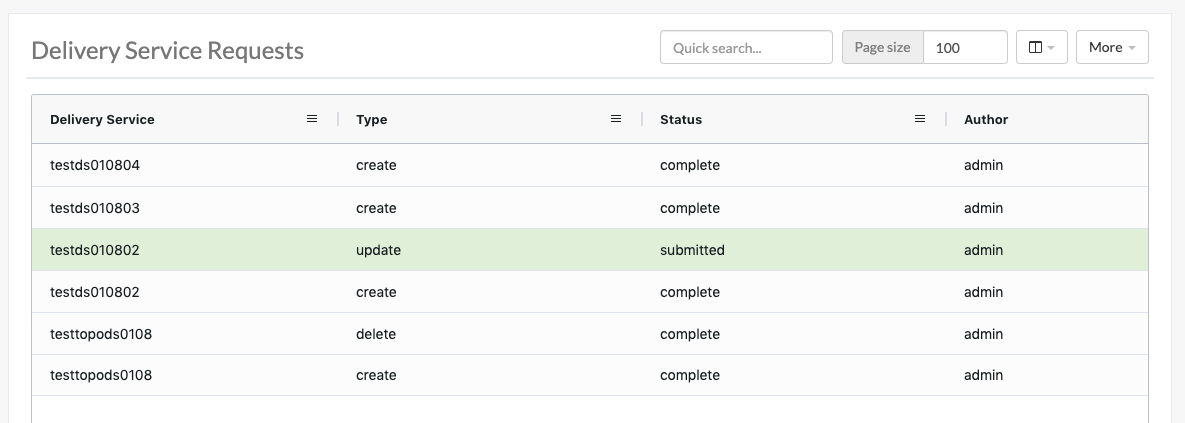 Delivery Service Requests Quick search... Page size 100 More
Delivery Service Type Status Author
testds010804 create complete admin
testds010803 create complete admin
testds010802 update submitted admin
testds010802 create complete admin
testtopods0108 delete complete admin
testtopods0108 create complete admin